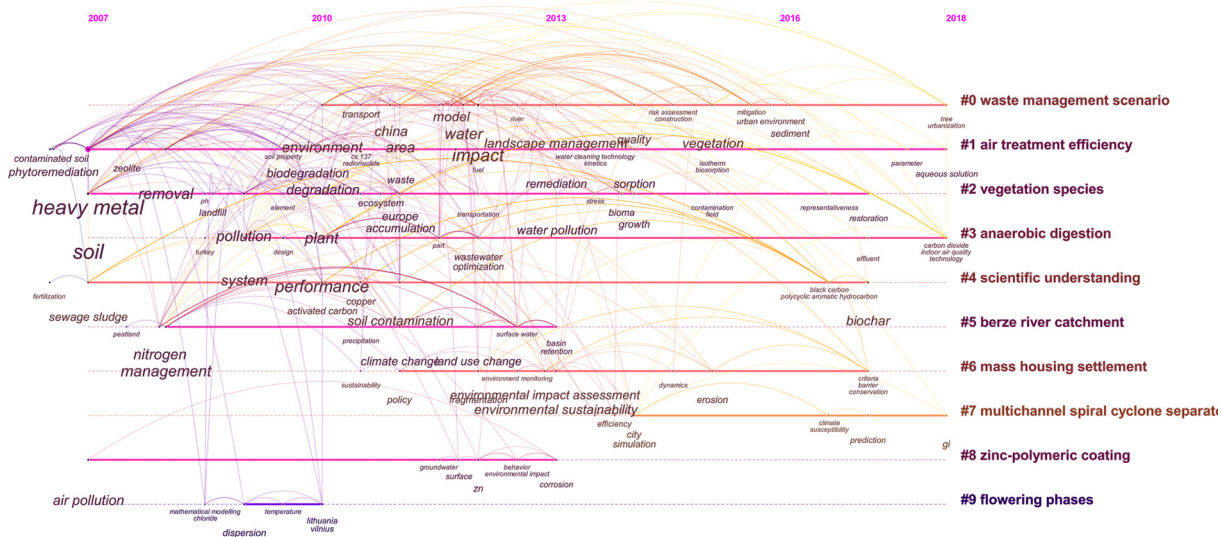 2007 2010 2013 2016 2018
transport
china
area
model
water
impact
river
fuel
risk assessment
construction
mitigation
urban environment
sediment
tree
urbanization
#0 waste management scenario
contaminated soil
phytoremediation
zeolite
environment
soil property
cs 137
radionuclide
biodegradation
landscape management
quality
water cleaning technology
kinetics
vegetation
isotherm
biosorption
parameter
aqueous solution
#1 air treatment efficiency
heavy metal
removal
ph
landfill
degradation
element
waste
ecosystem
europe
accumulation
transportation
remediation
sorption
stress
bioma
growth
contamination
field
representativeness
restoration
#2 vegetation species
soil
pollution
turkey
design
plant
part
wastewater
optimization
water pollution
effluent
carbon dioxide
indoor air quality
technology
#3 anaerobic digestion
fertilization
sewage sludge
system
performance
copper
activated carbon
black carbon
polycyclic aromatic hydrocarbon
biochar
#4 scientific understanding
peatland
nitrogen
management
soil contamination
precipitation
surface water
basin
retention
#5 berze river catchment
climate change
land use change
sustainability
policy
fragmentation
environment monitoring
environmental impact assessment
environmental sustainability
dynamics
erosion
criteria
barrier
conservation
#6 mass housing settlement
efficiency
city
simulation
climate
susceptibility
prediction
gi
#7 multichannel spiral cyclone separat
groundwater
surface
zn
behavior
environmental impact
corrosion
#8 zinc-polymeric coating
air pollution
mathematical modelling
chloride
dispersion
temperature
lithuania
vilnius
#9 flowering phases